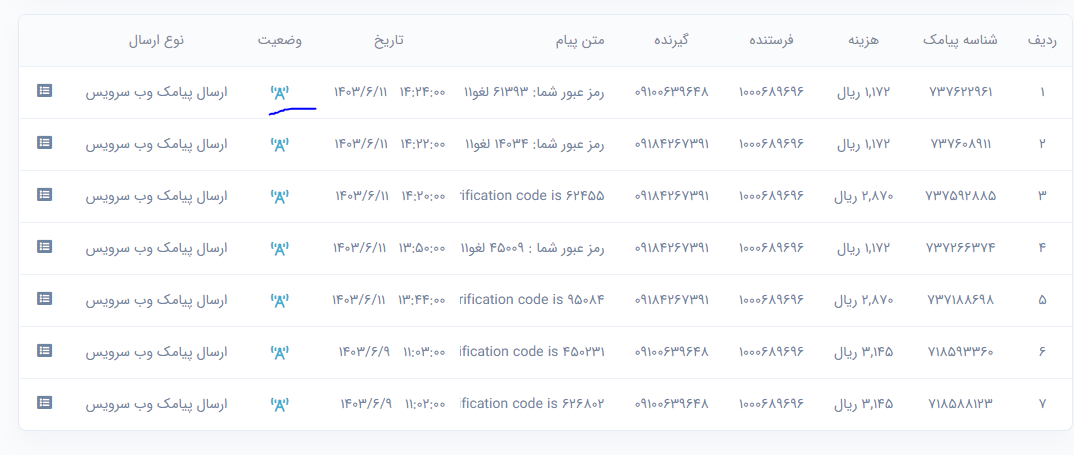 ردیف شناسه پیامک هزینه فرستنده گیرنده متن پیام تاریخ وضعیت نوع ارسال
۱ ۷۳۷۶۲۲۹۶۱ ۱,۱۷۲ ریال ۱۰۰۰۶۸۹۶۹۶ ۰۹۱۰۰۶۳۹۶۴۸ رمز عبور شما: ۶۱۳۹۳ لغو۱۱ ۱۴:۲۴:۰۰ ۱۴۰۳/۶/۱۱ ارسال پیامک وب سرویس
۲ ۷۳۷۶۰۸۹۱۱ ۱,۱۷۲ ریال ۱۰۰۰۶۸۹۶۹۶ ۰۹۱۸۴۲۶۷۳۹۱ رمز عبور شما: ۱۴۰۳۴ لغو۱۱ ۱۴:۲۲:۰۰ ۱۴۰۳/۶/۱۱ ارسال پیامک وب سرویس
۳ ۷۳۷۵۹۲۸۸۵ ۲,۸۷۰ ریال ۱۰۰۰۶۸۹۶۹۶ ۰۹۱۸۴۲۶۷۳۹۱ rification code is ۶۲۴۵۵ ۱۴:۲۰:۰۰ ۱۴۰۳/۶/۱۱ ارسال پیامک وب سرویس
۴ ۷۳۷۲۶۶۳۷۴ ۱,۱۷۲ ریال ۱۰۰۰۶۸۹۶۹۶ ۰۹۱۸۴۲۶۷۳۹۱ رمز عبور شما : ۴۵۰۰۹ لغو۱۱ ۱۳:۵۰:۰۰ ۱۴۰۳/۶/۱۱ ارسال پیامک وب سرویس
۵ ۷۳۷۱۸۸۶۹۸ ۲,۸۷۰ ریال ۱۰۰۰۶۸۹۶۹۶ ۰۹۱۸۴۲۶۷۳۹۱ rification code is ۹۵۰۸۴ ۱۳:۴۴:۰۰ ۱۴۰۳/۶/۱۱ ارسال پیامک وب سرویس
۶ ۷۱۸۵۹۳۳۶۰ ۳,۱۴۵ ریال ۱۰۰۰۶۸۹۶۹۶ ۰۹۱۰۰۶۳۹۶۴۸ ification code is ۴۵۰۲۳۱ ۱۱:۰۳:۰۰ ۱۴۰۳/۶/۹ ارسال پیامک وب سرویس
۷ ۷۱۸۵۸۸۱۲۳ ۳,۱۴۵ ریال ۱۰۰۰۶۸۹۶۹۶ ۰۹۱۰۰۶۳۹۶۴۸ ification code is ۶۲۶۸۰۲ ۱۱:۰۲:۰۰ ۱۴۰۳/۶/۹ ارسال پیامک وب سرویس